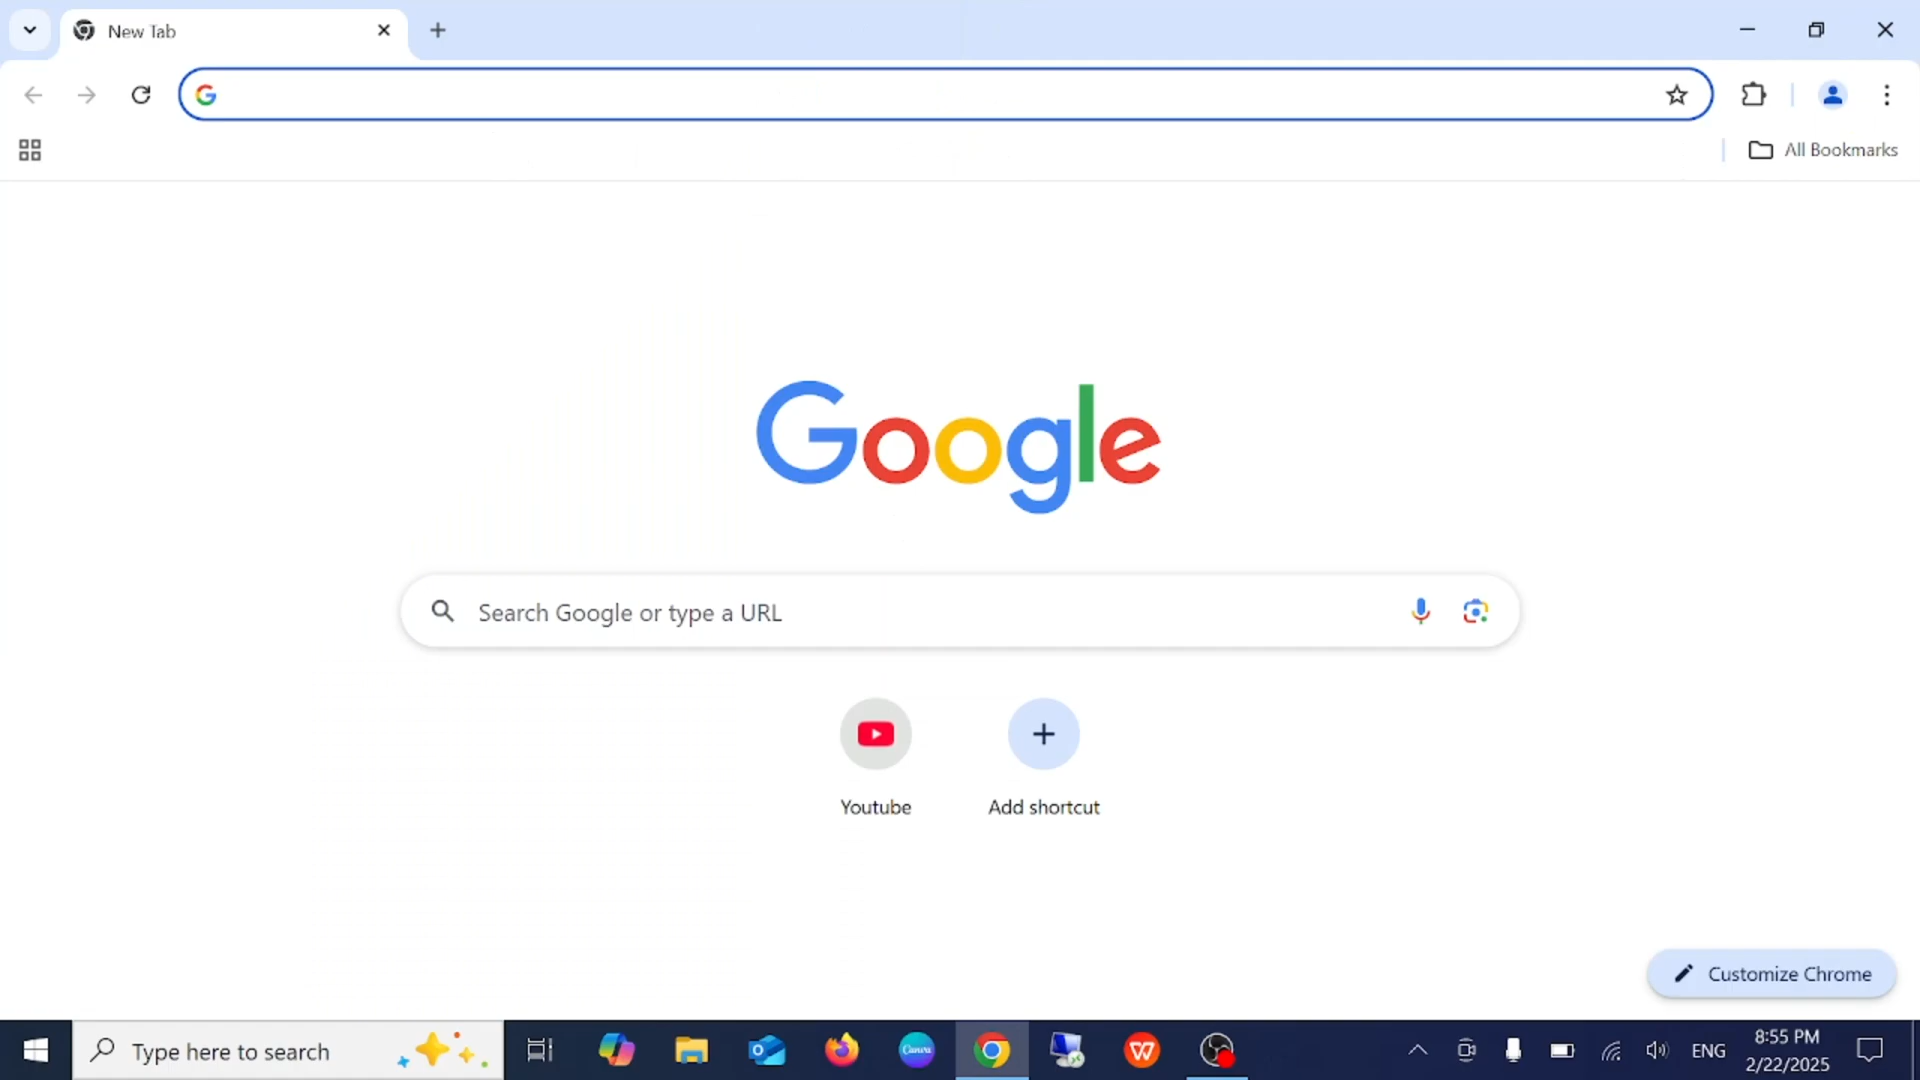 New Tab
All Bookmarks
Google
Search Google or type a URL
Youtube
Add shortcut
Customize Chrome
Type here to search
Canva
ENG
8:55 PM
2/22/2025